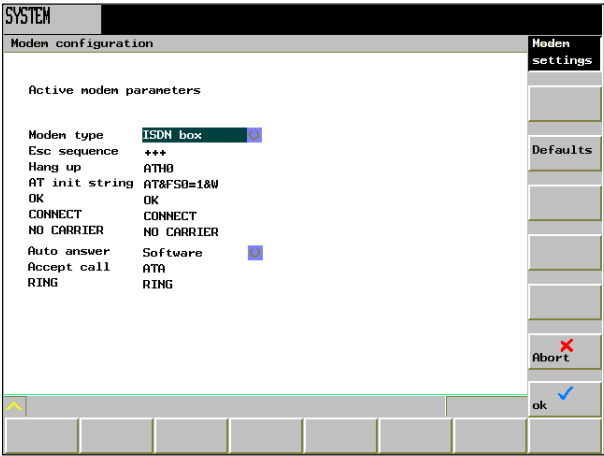 SYSTEM
Modem configuration
Modem
settings
Active modem parameters
Modem type ISDN box
Esc sequence +++
Defaults
Hang up ATH0
AT init string AT&FS0=1&W
OK OK
CONNECT CONNECT
NO CARRIER NO CARRIER
Auto answer Software
Accept call ATA
RING RING
Abort
ok